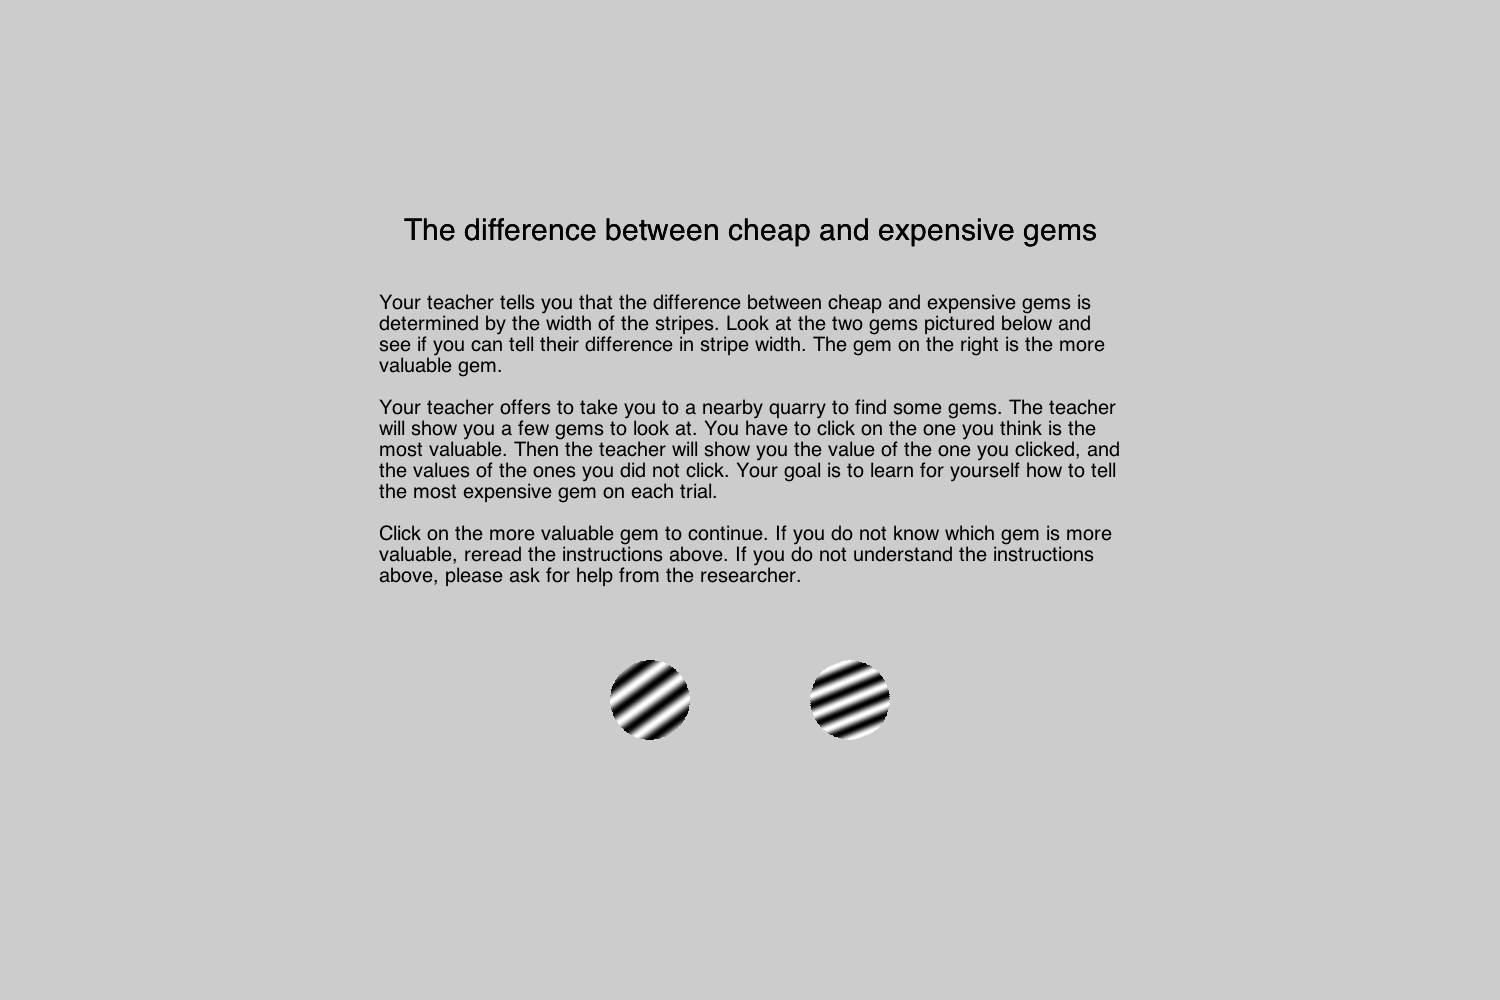 The difference between cheap and expensive gems
Your teacher tells you that the difference between cheap and expensive gems is
determined by the width of the stripes. Look at the two gems pictured below and
see if you can tell their difference in stripe width. The gem on the right is the more
valuable gem.
Your teacher offers to take you to a nearby quarry to find some gems. The teacher
will show you a few gems to look at. You have to click on the one you think is the
most valuable. Then the teacher will show you the value of the one you clicked, and
the values of the ones you did not click. Your goal is to learn for yourself how to tell
the most expensive gem on each trial.
Click on the more valuable gem to continue. If you do not know which gem is more
valuable, reread the instructions above. If you do not understand the instructions
above, please ask for help from the researcher.